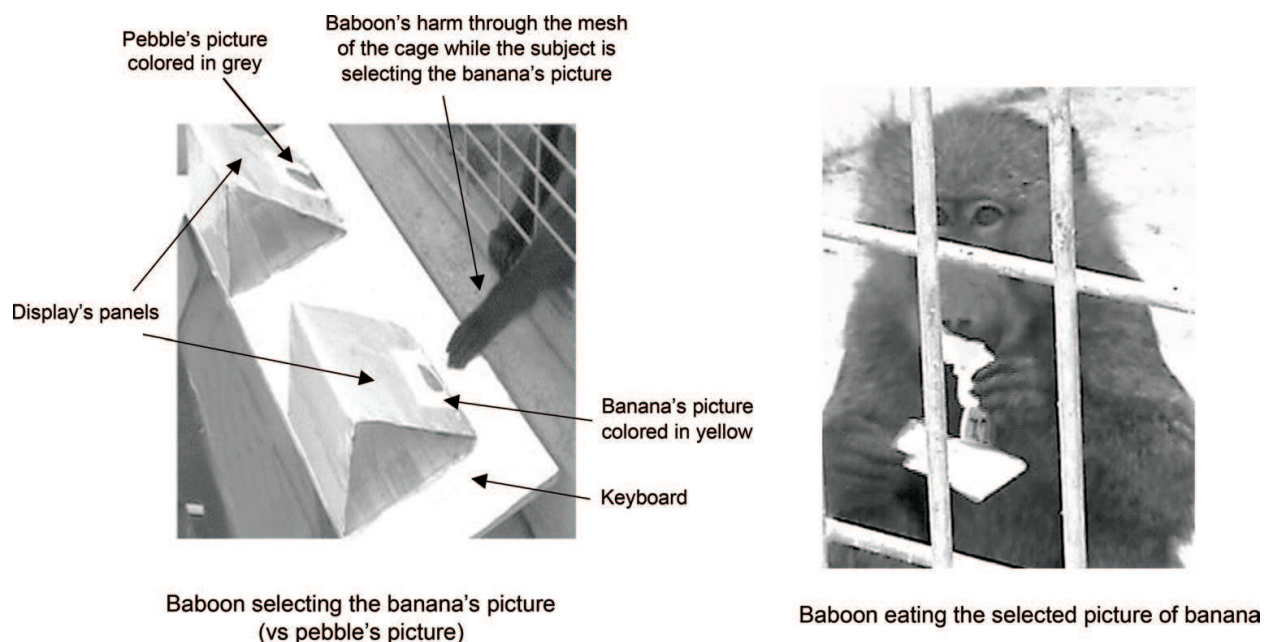 Pebble's picture
colored in grey
Baboon's harm through the mesh
of the cage while the subject is
selecting the banana's picture
Display's panels
Banana's picture
colored in yellow
Keyboard
Baboon selecting the banana's picture
(vs pebble's picture)
Baboon eating the selected picture of banana